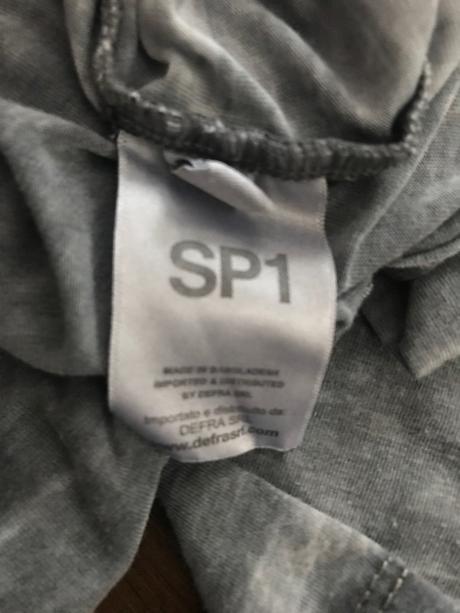 SP1
MADE IN BANGLADESH
IMPORTED & DISTRIBUTED
BY DEFRA SRL
Importato e distribuito da:
DEFRA SRL
www.defrasrl.com